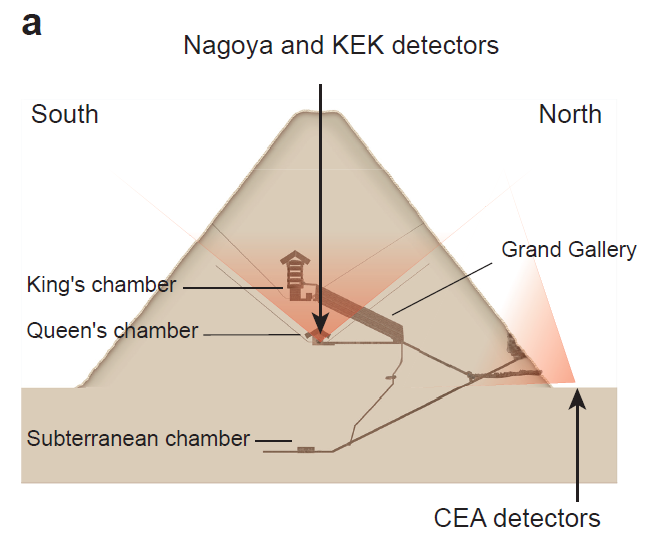 a
Nagoya and KEK detectors
South
North
Grand Gallery
King's chamber
Queen's chamber
Subterranean chamber
CEA detectors